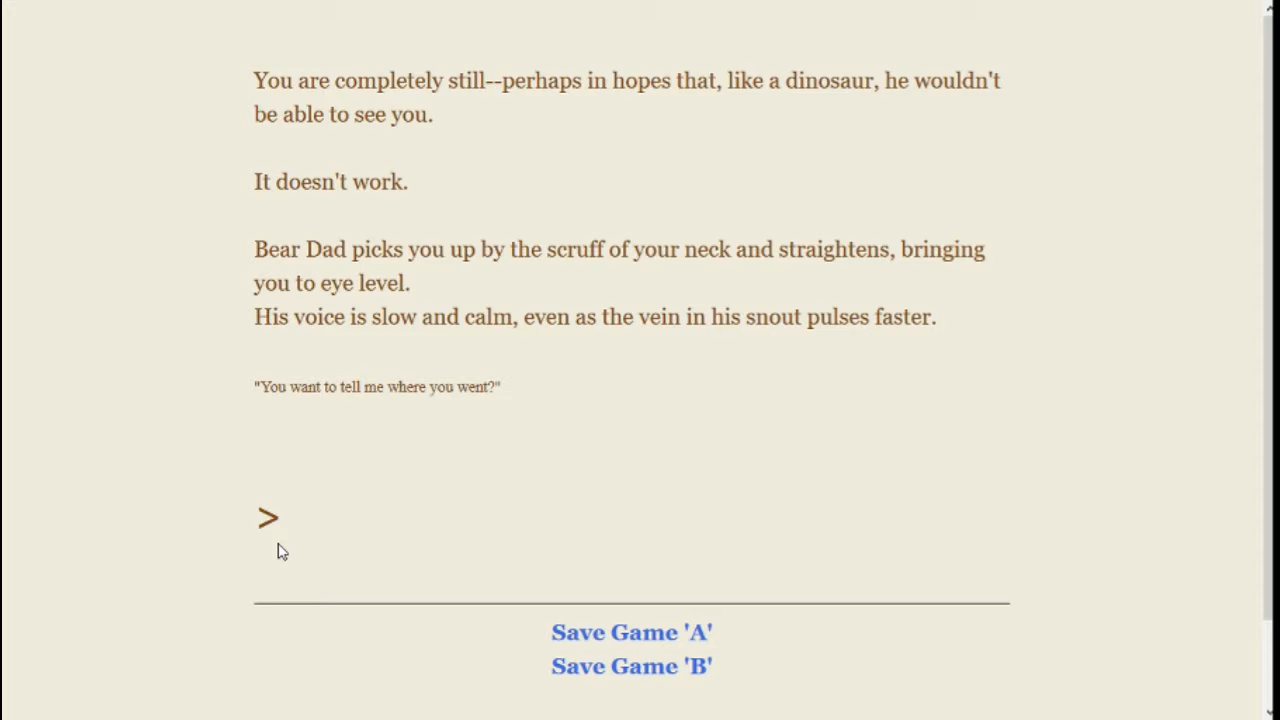 You are completely still--perhaps in hopes that, like a dinosaur, he wouldn't
be able to see you.
It doesn't work.
Bear Dad picks you up by the scruff of your neck and straightens, bringing
you to eye level.
His voice is slow and calm, even as the vein in his snout pulses faster.
"You want to tell me where you went?"
>
Save Game 'A'
Save Game 'B'